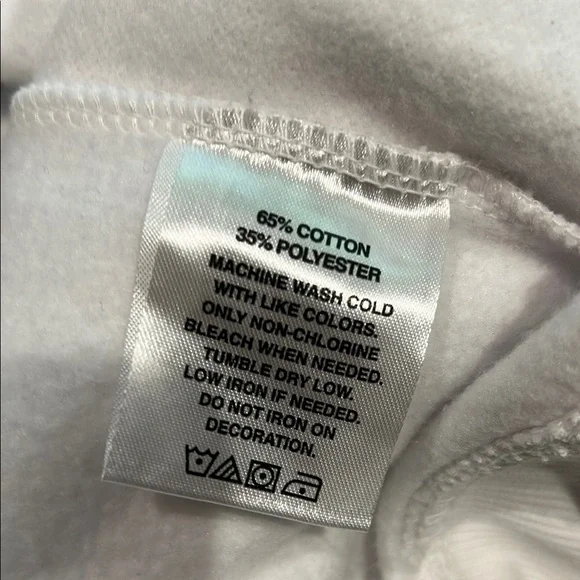 65% COTTON
35% POLYESTER
MACHINE WASH COLD
WITH LIKE COLORS.
ONLY NON-CHLORINE
BLEACH WHEN NEEDED.
TUMBLE DRY LOW.
LOW IRON IF NEEDED.
DO NOT IRON ON
DECORATION.